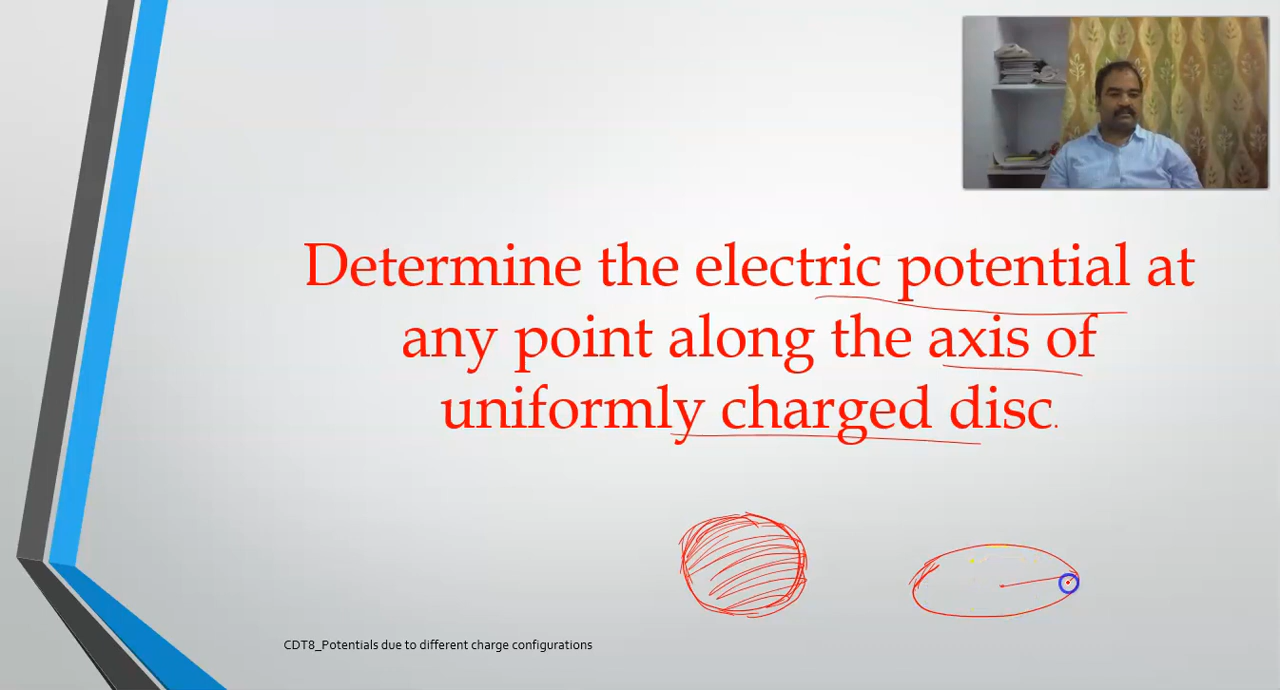 Determine the electric potential at
any point along the axis of
uniformly charged disc.
CDT8_Potentials due to different charge configurations